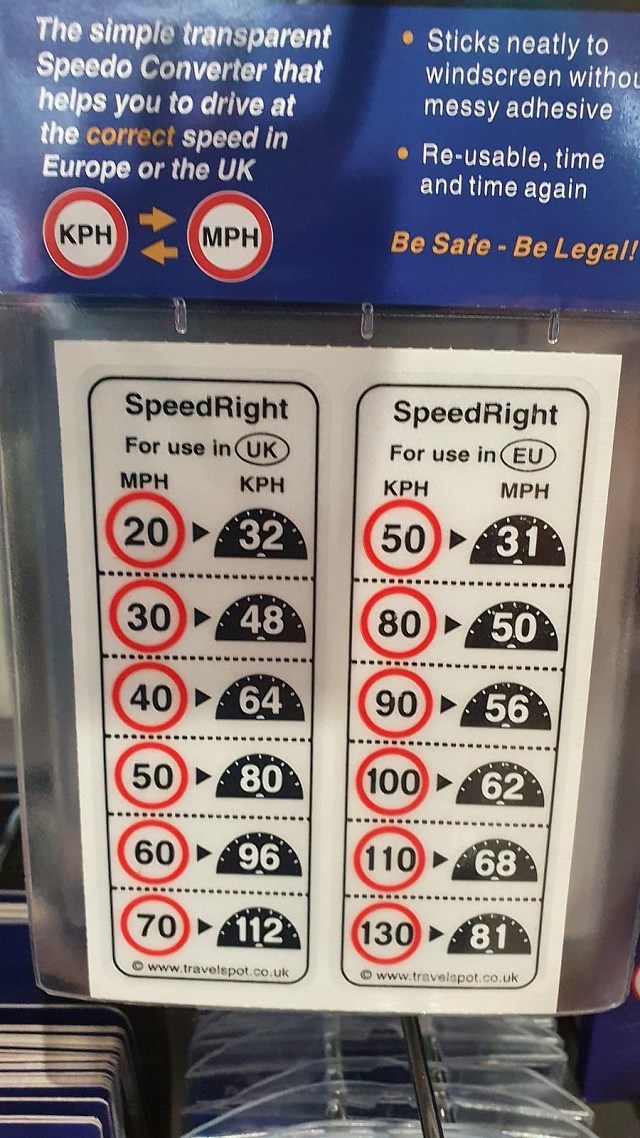 The simple transparent
Speedo Converter that
helps you to drive at
the correct speed in
Europe or the UK
KPH MPH
• Sticks neatly to
windscreen withou
messy adhesive
• Re-usable, time
and time again
Be Safe - Be Legal!
SpeedRight
For use in UK
MPH KPH
20 32
30 48
40 64
50 80
60 96
70 112
© www.travelspot.co.uk
SpeedRight
For use in EU
KPH MPH
50 31
80 50
90 56
100 62
110 68
130 81
© www.travelspot.co.uk